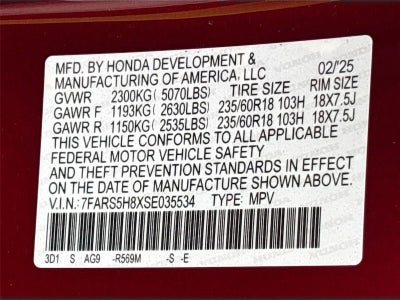 MFD. BY HONDA DEVELOPMENT & 02/'25
MANUFACTURING OF AMERICA, LLC
GVWR 2300KG (5070LBS) TIRE SIZE RIM SIZE
GAWR F 1193KG (2630LBS) 235/60R18 103H 18X7.5J
GAWR R 1150KG (2535LBS) 235/60R18 103H 18X7.5J
THIS VEHICLE CONFORMS TO ALL APPLICABLE
FEDERAL MOTOR VEHICLE SAFETY
AND THEFT PREVENTION STANDARDS IN EFFECT
ON THE DATE OF MANUFACTURE SHOWN ABOVE.
V.I.N.: 7FARS5H8XSE035534 TYPE: MPV
3D1 S AG9 -R569M -S -E